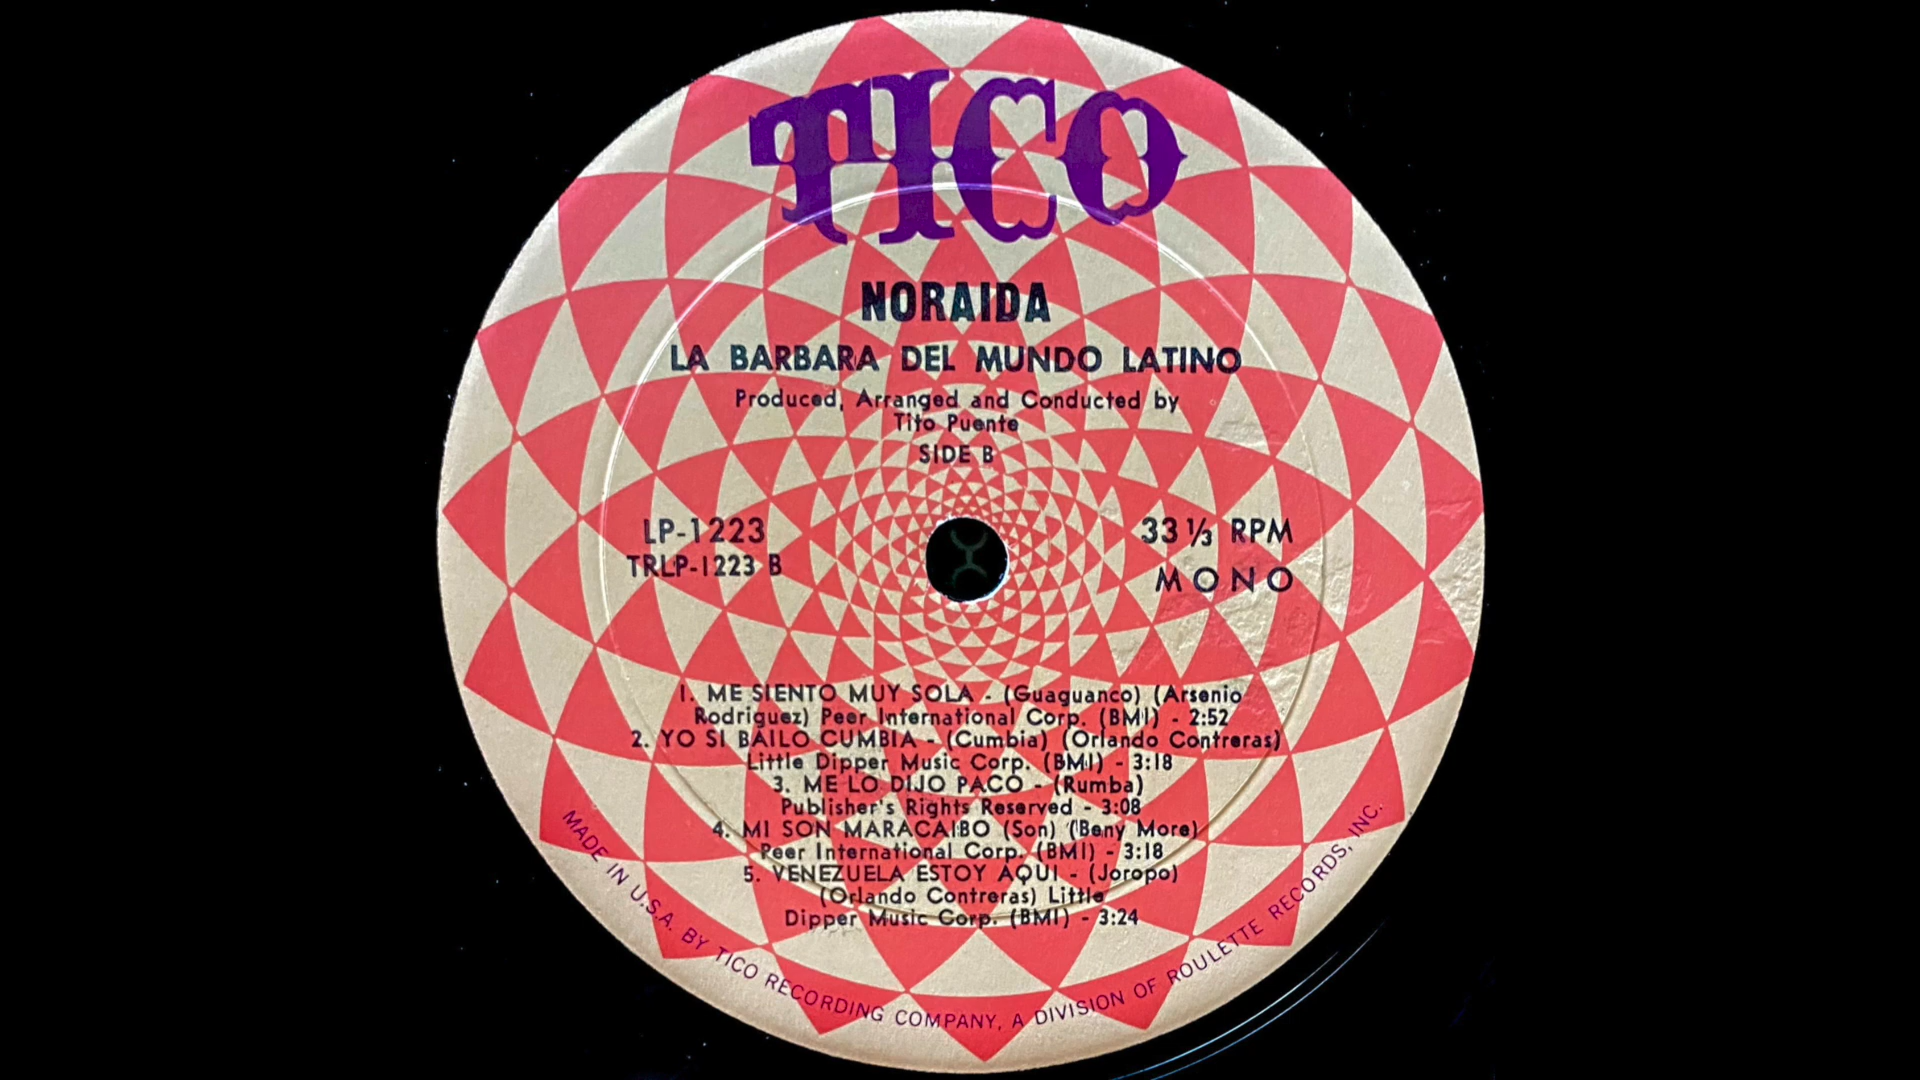 TICO
NORAIDA
LA BARBARA DEL MUNDO LATINO
Produced, Arranged and Conducted by
Tito Puente
SIDE B
LP-1223
TRLP-1223 B
33 ⅓ RPM
MONO
1. ME SIENTO MUY SOLA - (Guaguanco) (Arsenio
Rodriguez) Peer International Corp. (BMI) - 2:52
2. YO SI BAILO CUMBIA - (Cumbia) (Orlando Contreras)
Little Dipper Music Corp. (BMI) - 3:18
3. ME LO DIJO PACO - (Rumba)
Publisher's Rights Reserved - 3:08
4. MI SON MARACAIBO (Son) (Beny More)
Peer International Corp. (BMI) - 3:18
5. VENEZUELA ESTOY AQUI - (Joropo)
(Orlando Contreras) Little
Dipper Music Corp. (BMI) - 3:24
MADE IN U.S.A. BY TICO RECORDING COMPANY, A DIVISION OF ROULETTE RECORDS, INC.